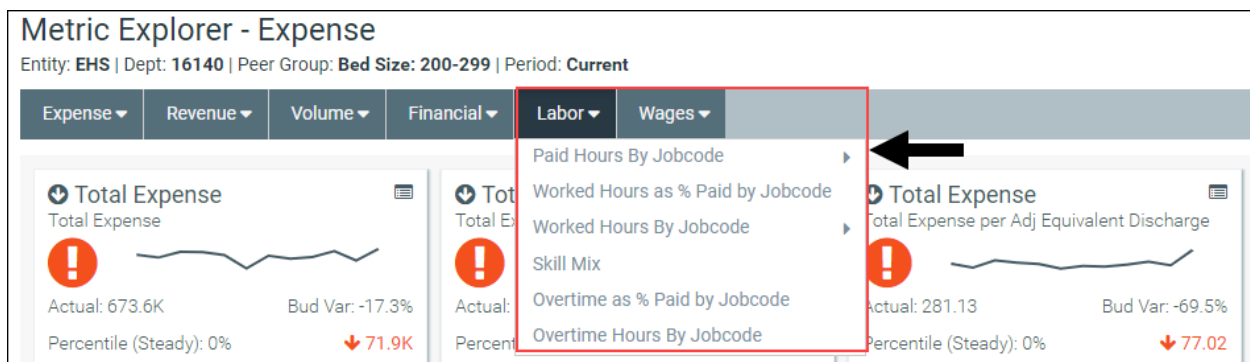 Metric Explorer - Expense
Entity: EHS | Dept: 16140 | Peer Group: Bed Size: 200-299 | Period: Current
Expense Revenue Volume Financial Labor Wages
Paid Hours By Jobcode
Worked Hours as % Paid by Jobcode
Worked Hours By Jobcode
Skill Mix
Overtime as % Paid by Jobcode
Overtime Hours By Jobcode
Total Expense
Total Expense
Actual: 673.6K Bud Var: -17.3%
Percentile (Steady): 0% 71.9K
Total
Actual:
Total Expense
Total Expense per Adj Equivalent Discharge
Actual: 281.13 Bud Var: -69.5%
Percentile (Steady): 0% 77.02